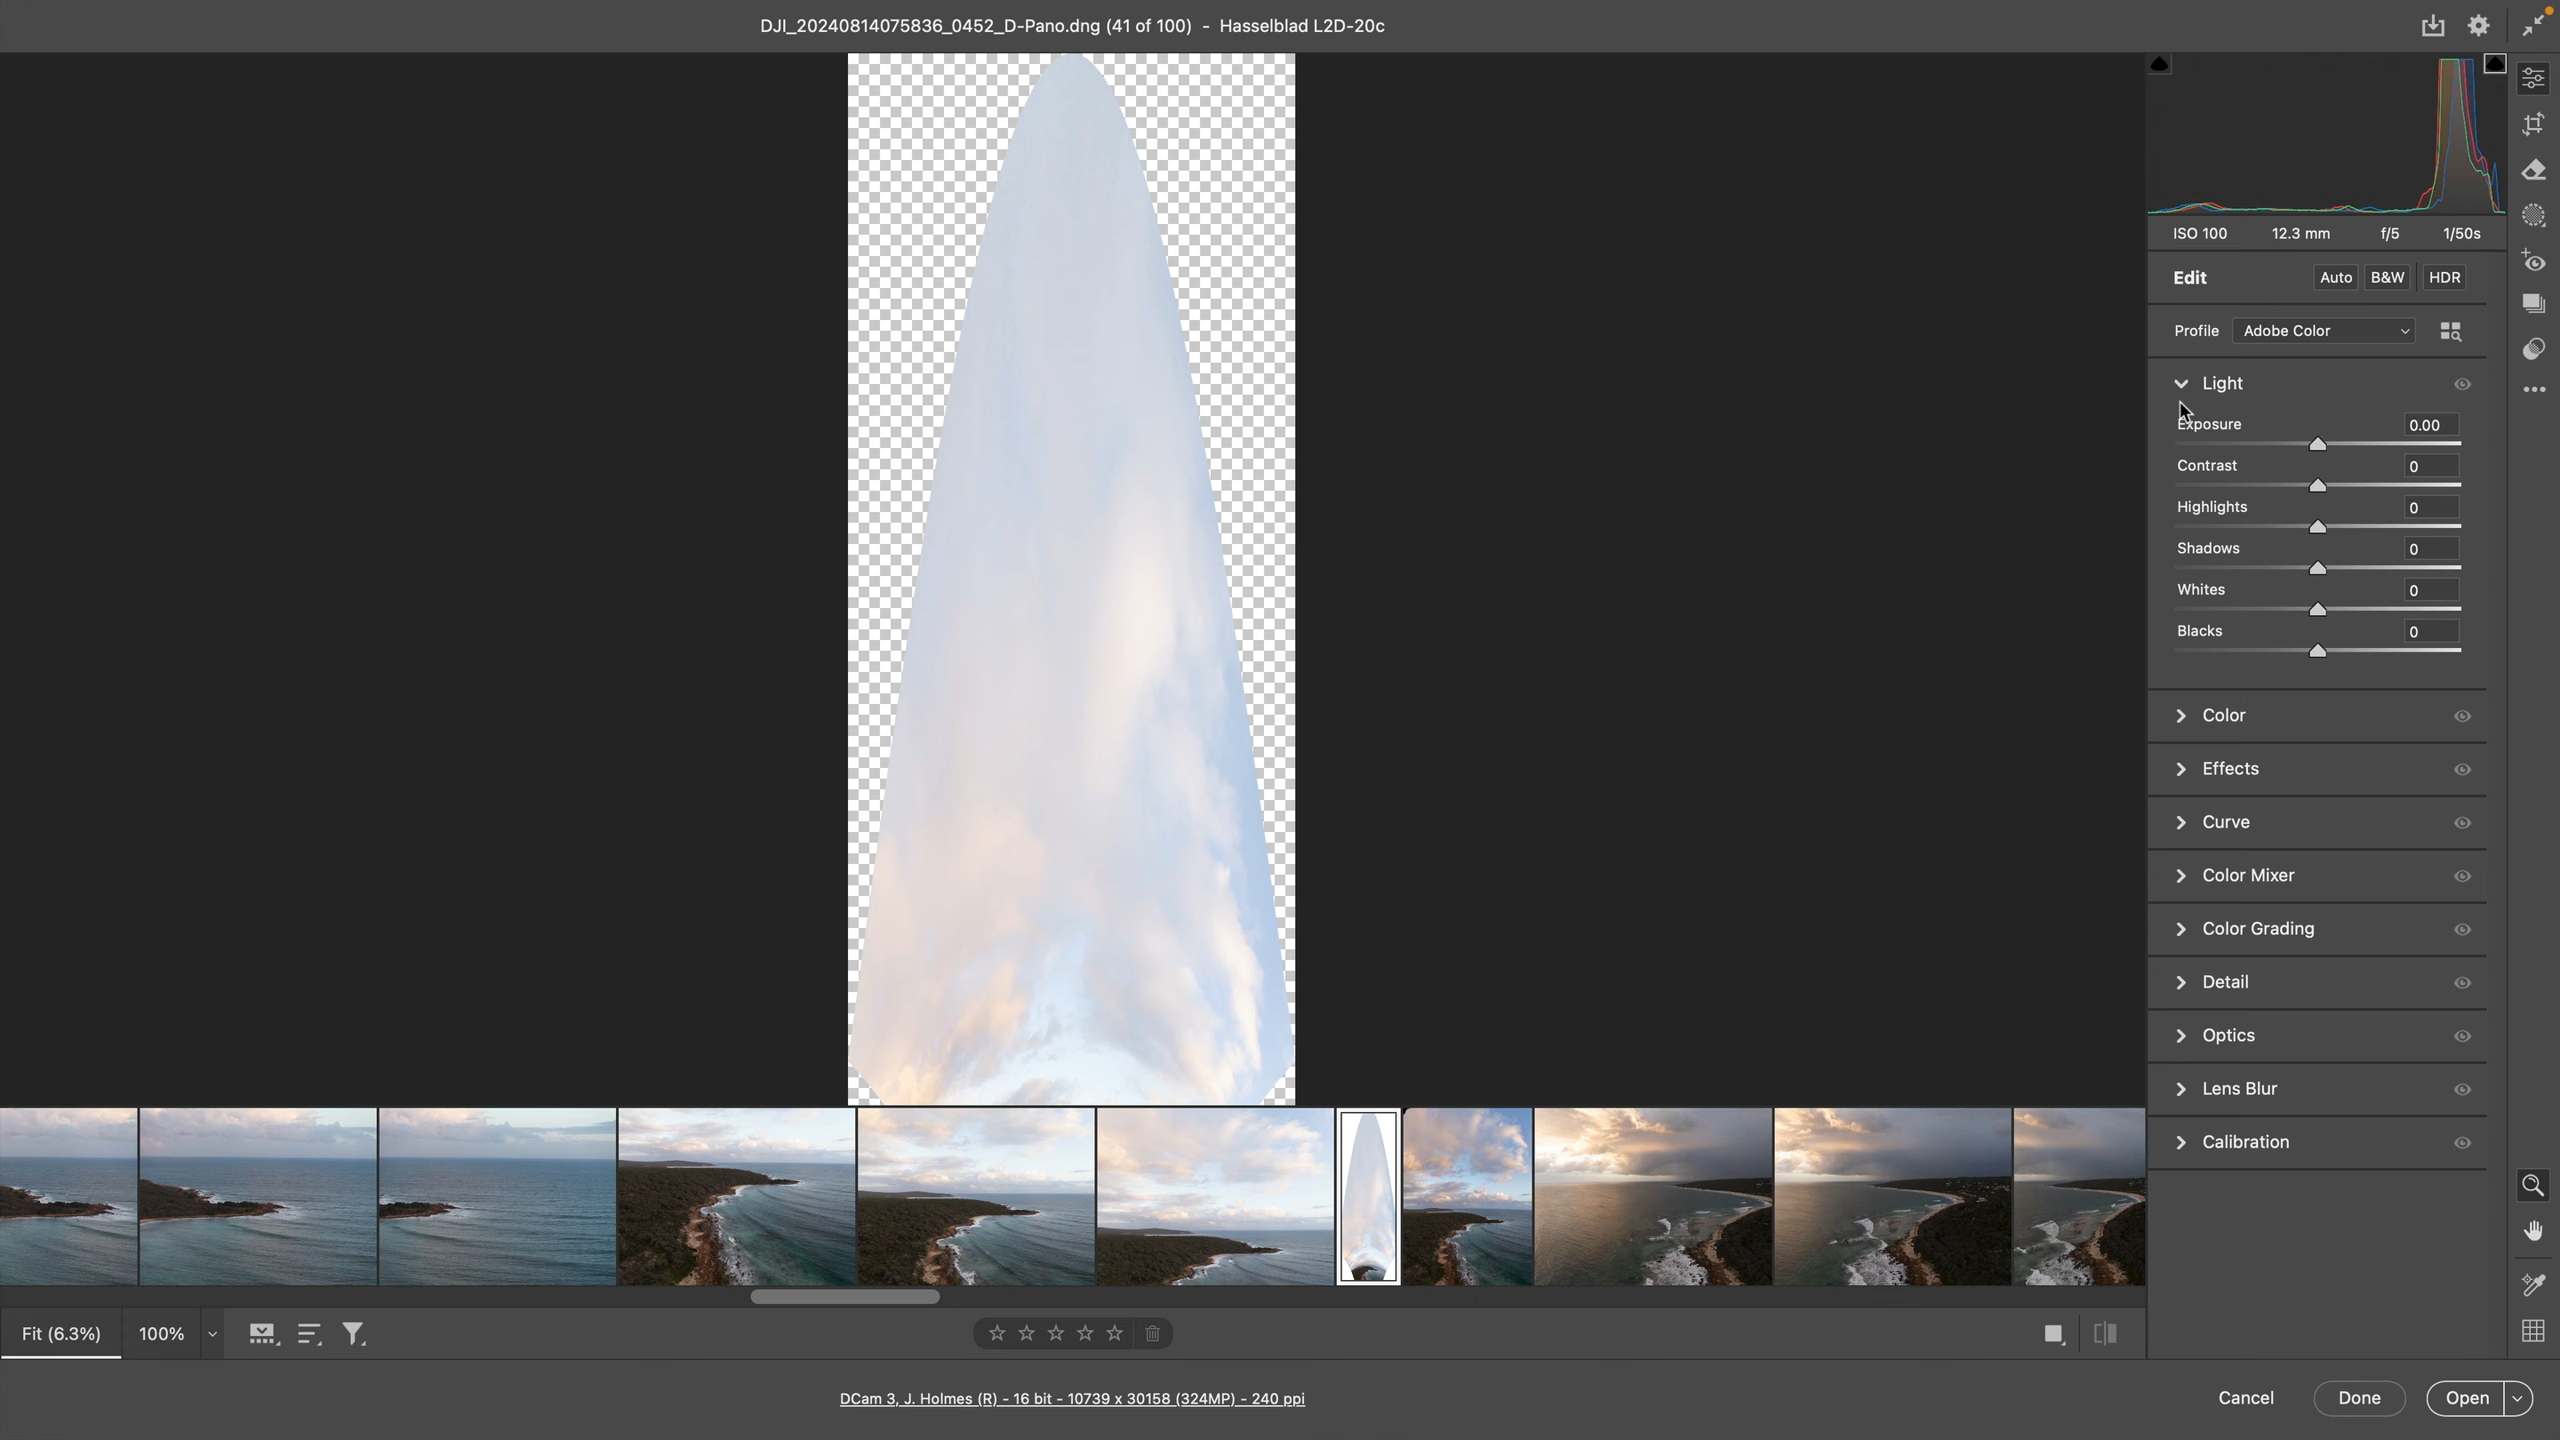 DJI_20240814075836_0452_D-Pano.dng (41 of 100) - Hasselblad L2D-20c
ISO 100 12.3 mm f/5 1/50s
Edit Auto B&W HDR
Profile Adobe Color
Light
Exposure 0.00
Contrast 0
Highlights 0
Shadows 0
Whites 0
Blacks 0
Color
Effects
Curve
Color Mixer
Color Grading
Detail
Optics
Lens Blur
Calibration
Fit (6.3%) 100%
DCam 3, J. Holmes (R) - 16 bit - 10739 x 30158 (324MP) - 240 ppi
Cancel Done Open